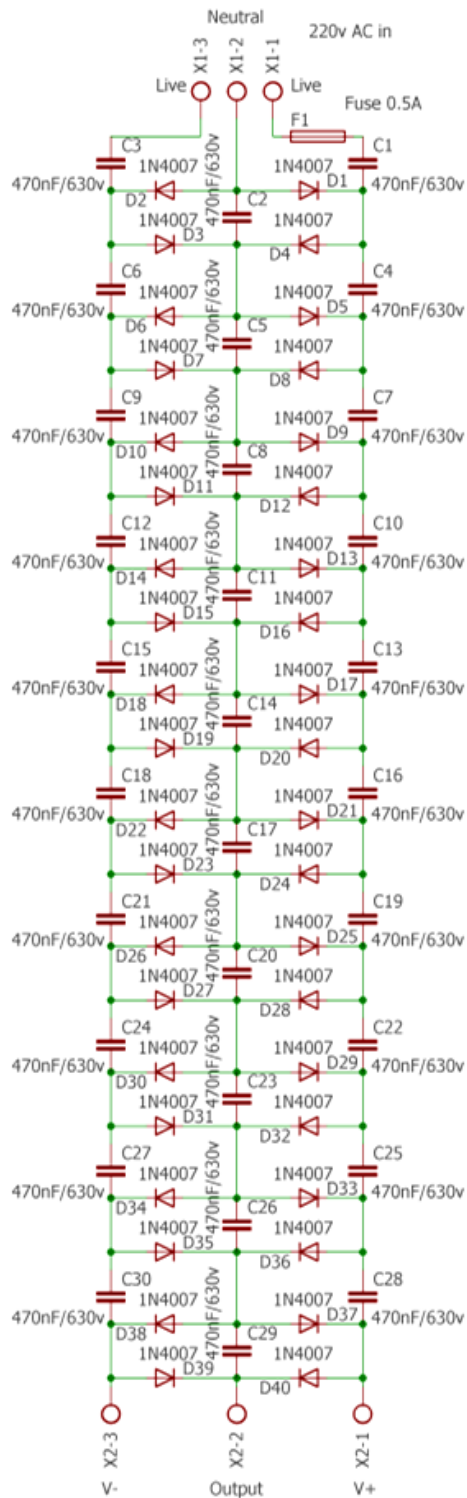 Neutral
220v AC in
X1-3
X1-2
X1-1
Live
Live
Fuse 0.5A
F1
C3
C1
1N4007
1N4007
470nF/630v
470nF/630v
470nF/630v
D2
C2
D1
1N4007
1N4007
D3
D4
C6
C4
1N4007
1N4007
470nF/630v
470nF/630v
470nF/630v
D6
C5
D5
1N4007
1N4007
D7
D8
C9
C7
1N4007
1N4007
470nF/630v
470nF/630v
470nF/630v
D10
C8
D9
1N4007
1N4007
D11
D12
C12
C10
1N4007
1N4007
470nF/630v
470nF/630v
470nF/630v
D14
C11
D13
1N4007
1N4007
D15
D16
C15
C13
1N4007
1N4007
470nF/630v
470nF/630v
470nF/630v
D18
C14
D17
1N4007
1N4007
D19
D20
C18
C16
1N4007
1N4007
470nF/630v
470nF/630v
470nF/630v
D22
C17
D21
1N4007
1N4007
D23
D24
C21
C19
1N4007
1N4007
470nF/630v
470nF/630v
470nF/630v
D26
C20
D25
1N4007
1N4007
D27
D28
C24
C22
1N4007
1N4007
470nF/630v
470nF/630v
470nF/630v
D30
C23
D29
1N4007
1N4007
D31
D32
C27
C25
1N4007
1N4007
470nF/630v
470nF/630v
470nF/630v
D34
C26
D33
1N4007
1N4007
D35
D36
C30
C28
1N4007
1N4007
470nF/630v
470nF/630v
470nF/630v
D38
C29
D37
1N4007
1N4007
D39
D40
X2-3
X2-2
X2-1
V-
Output
V+